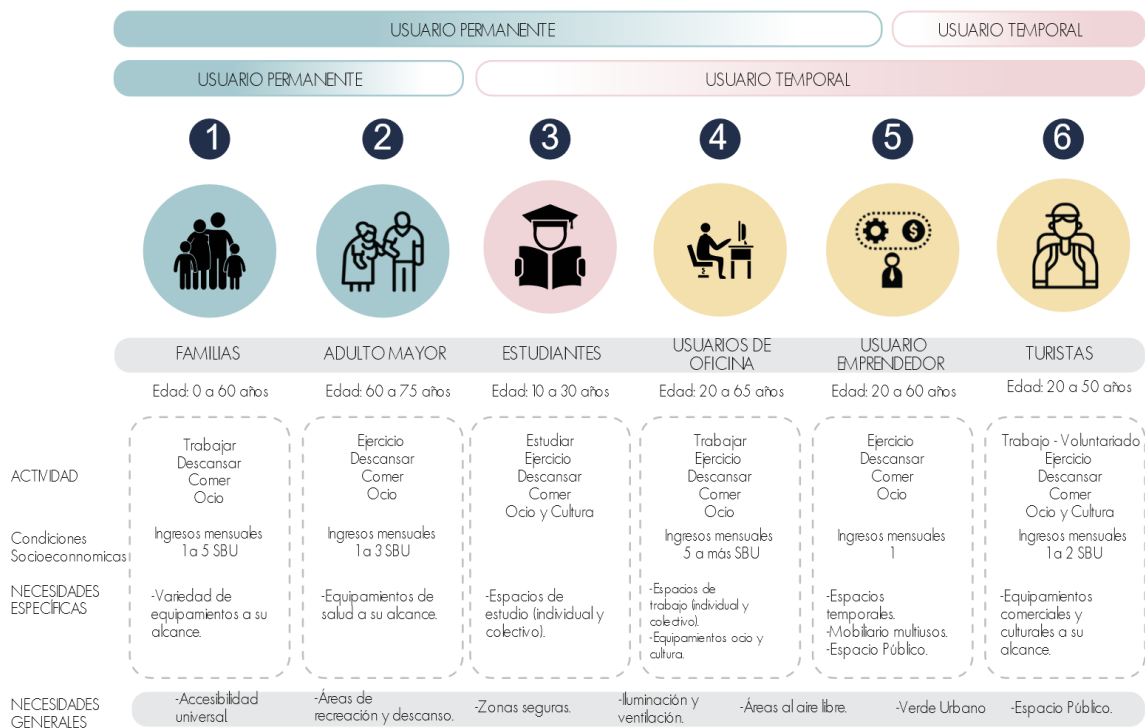 USUARIO PERMANENTE
USUARIO TEMPORAL
USUARIO PERMANENTE
USUARIO TEMPORAL
1
2
3
4
5
6
$
FAMILIAS
ADULTO MAYOR
ESTUDIANTES
USUARIOS DE
OFICINA
USUARIO
EMPRENDEDOR
TURISTAS
Edad: 0 a 60 años
Edad: 60 a 75 años
Edad: 10 a 30 años
Edad: 20 a 65 años
Edad: 20 a 60 años
Edad: 20 a 50 años
ACTIVIDAD
Trabajar
Descansar
Comer
Ocio
Ejercicio
Descansar
Comer
Ocio
Estudiar
Ejercicio
Descansar
Comer
Ocio y Cultura
Trabajar
Ejercicio
Descansar
Comer
Ocio
Ejercicio
Descansar
Comer
Ocio
Trabajo - Voluntariado
Ejercicio
Descansar
Comer
Ocio y Cultura
Condiciones
Socioeconnomicas
Ingresos mensuales
1 a 5 SBU
Ingresos mensuales
1 a 3 SBU
Ingresos mensuales
5 a más SBU
Ingresos mensuales
1
Ingresos mensuales
1 a 2 SBU
NECESIDADES
ESPECÍFICAS
-Variedad de
equipamientos a su
alcance.
-Equipamientos de
salud a su alcance.
-Espacios de
estudio (individual y
colectivo).
-Espacios de
trabajo (individual y
colectivo).
-Equipamientos ocio y
cultura.
-Espacios
temporales.
-Mobiliario multiusos.
-Espacio Público.
-Equipamientos
comerciales y
culturales a su
alcance.
NECESIDADES
GENERALES
-Accesibilidad
universal
-Áreas de
recreación y descanso.
-Zonas seguras.
-Iluminación y
ventilación.
-Áreas al aire libre.
-Verde Urbano
-Espacio Público.